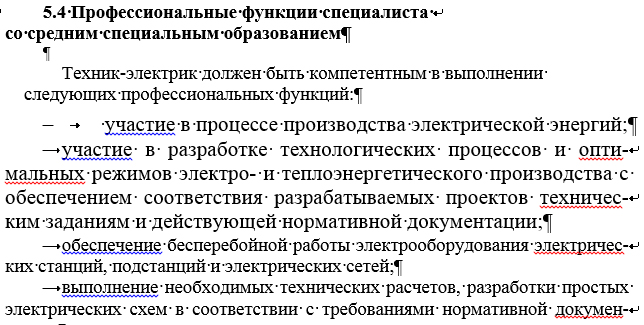 5.4 Профессиональные функции специалиста
со средним специальным образованием
Техник-электрик должен быть компетентным в выполнении
следующих профессиональных функций:
– участие в процессе производства электрической энергий;
участие в разработке технологических процессов и опти-
мальных режимов электро- и теплоэнергетического производства с
обеспечением соответствия разрабатываемых проектов техничес-
ким заданиям и действующей нормативной документации;
обеспечение бесперебойной работы электрооборудования электричес-
ких станций, подстанций и электрических сетей;
выполнение необходимых технических расчетов, разработки простых
электрических схем в соответствии с требованиями нормативной докумен-